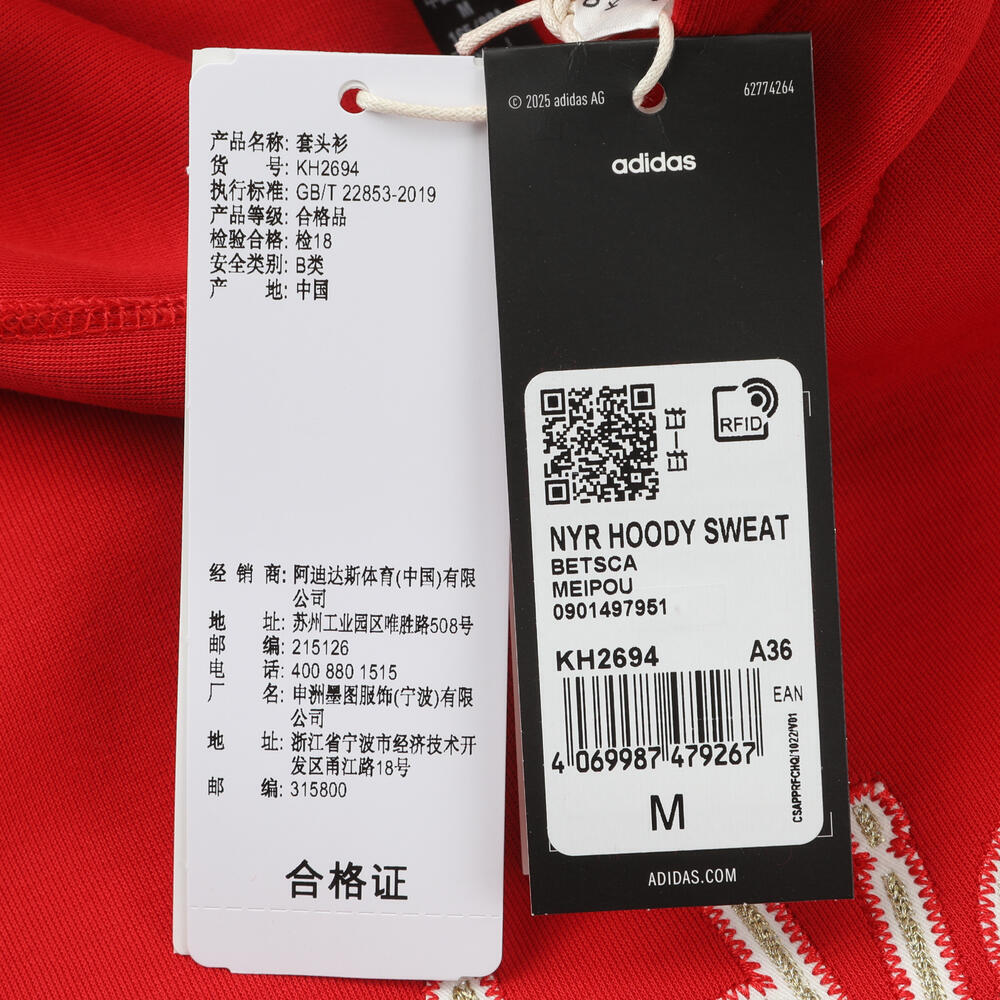 M
产品名称: 套头衫
货 号: KH2694
执行标准: GB/T 22853-2019
产品等级: 合格品
检验合格: 检18
安全类别: B类
产 地: 中国
经 销 商: 阿迪达斯体育(中国)有限
公司
地 址: 苏州工业园区唯胜路508号
邮 编: 215126
电 话: 400 880 1515
厂 名: 申洲墨图服饰(宁波)有限
公司
地 址: 浙江省宁波市经济技术开
发区甬江路18号
邮 编: 315800
合格证
© 2025 adidas AG
62774264
adidas
扫一扫
RFID
NYR HOODY SWEAT
BETSCA
MEIPOU
0901497951
KH2694 A36
EAN
4 069987 479267
CSAPPRFCHQ/1022/V01
M
ADIDAS.COM